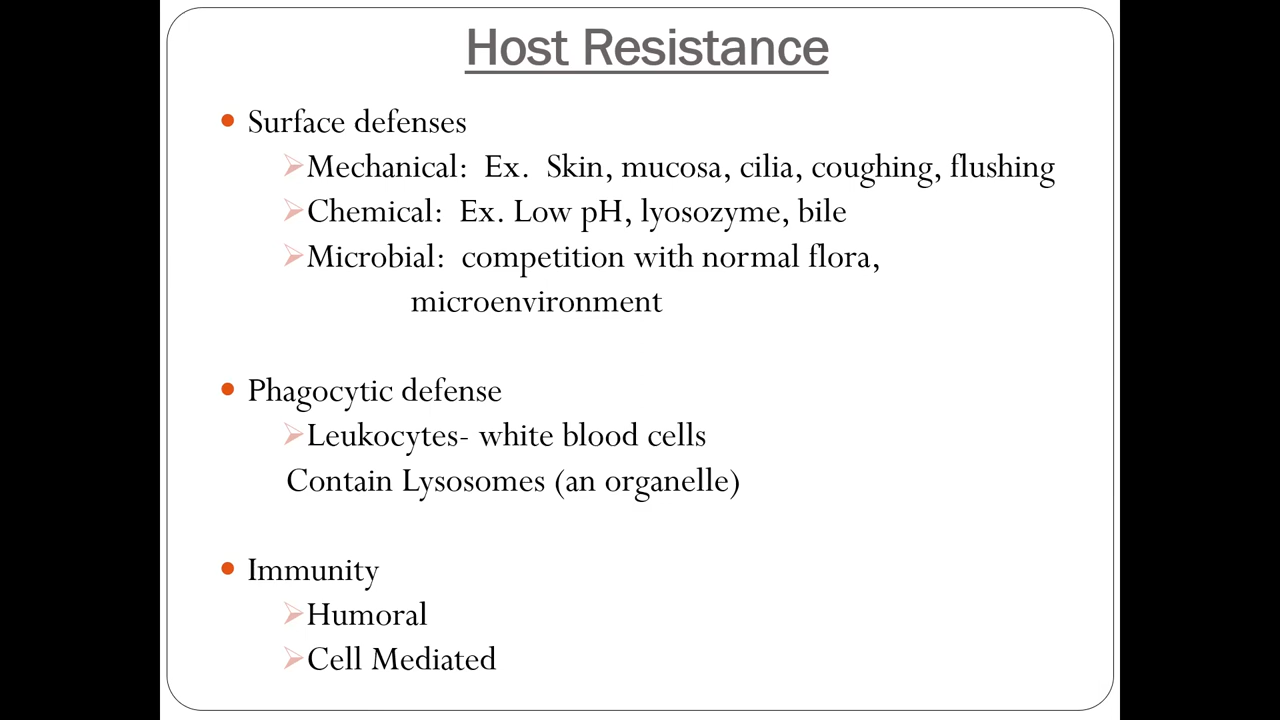 Host Resistance
Surface defenses
Mechanical:  Ex.  Skin, mucosa, cilia, coughing, flushing
Chemical:  Ex. Low pH, lyosozyme, bile
Microbial:  competition with normal flora,
microenvironment
Phagocytic defense
Leukocytes- white blood cells
Contain Lysosomes (an organelle)
Immunity
Humoral
Cell Mediated